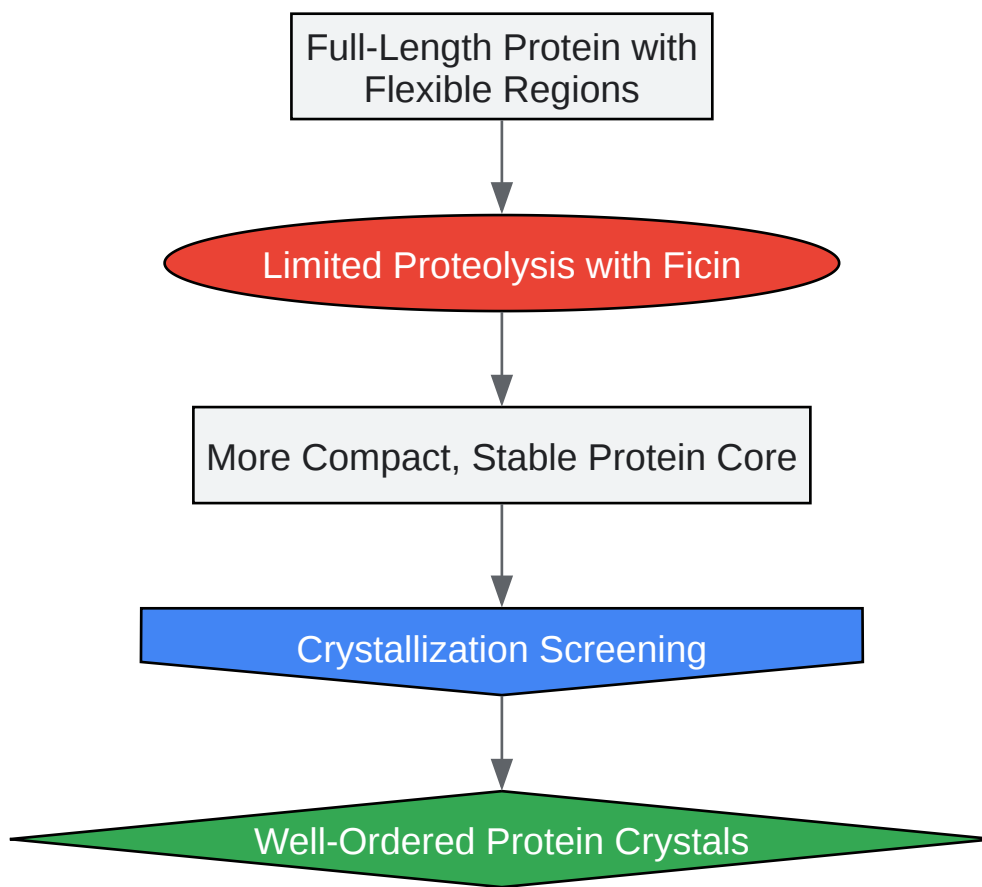 Full-Length Protein with
Flexible Regions
Limited Proteolysis with Ficin
More Compact, Stable Protein Core
Crystallization Screening
Well-Ordered Protein Crystals